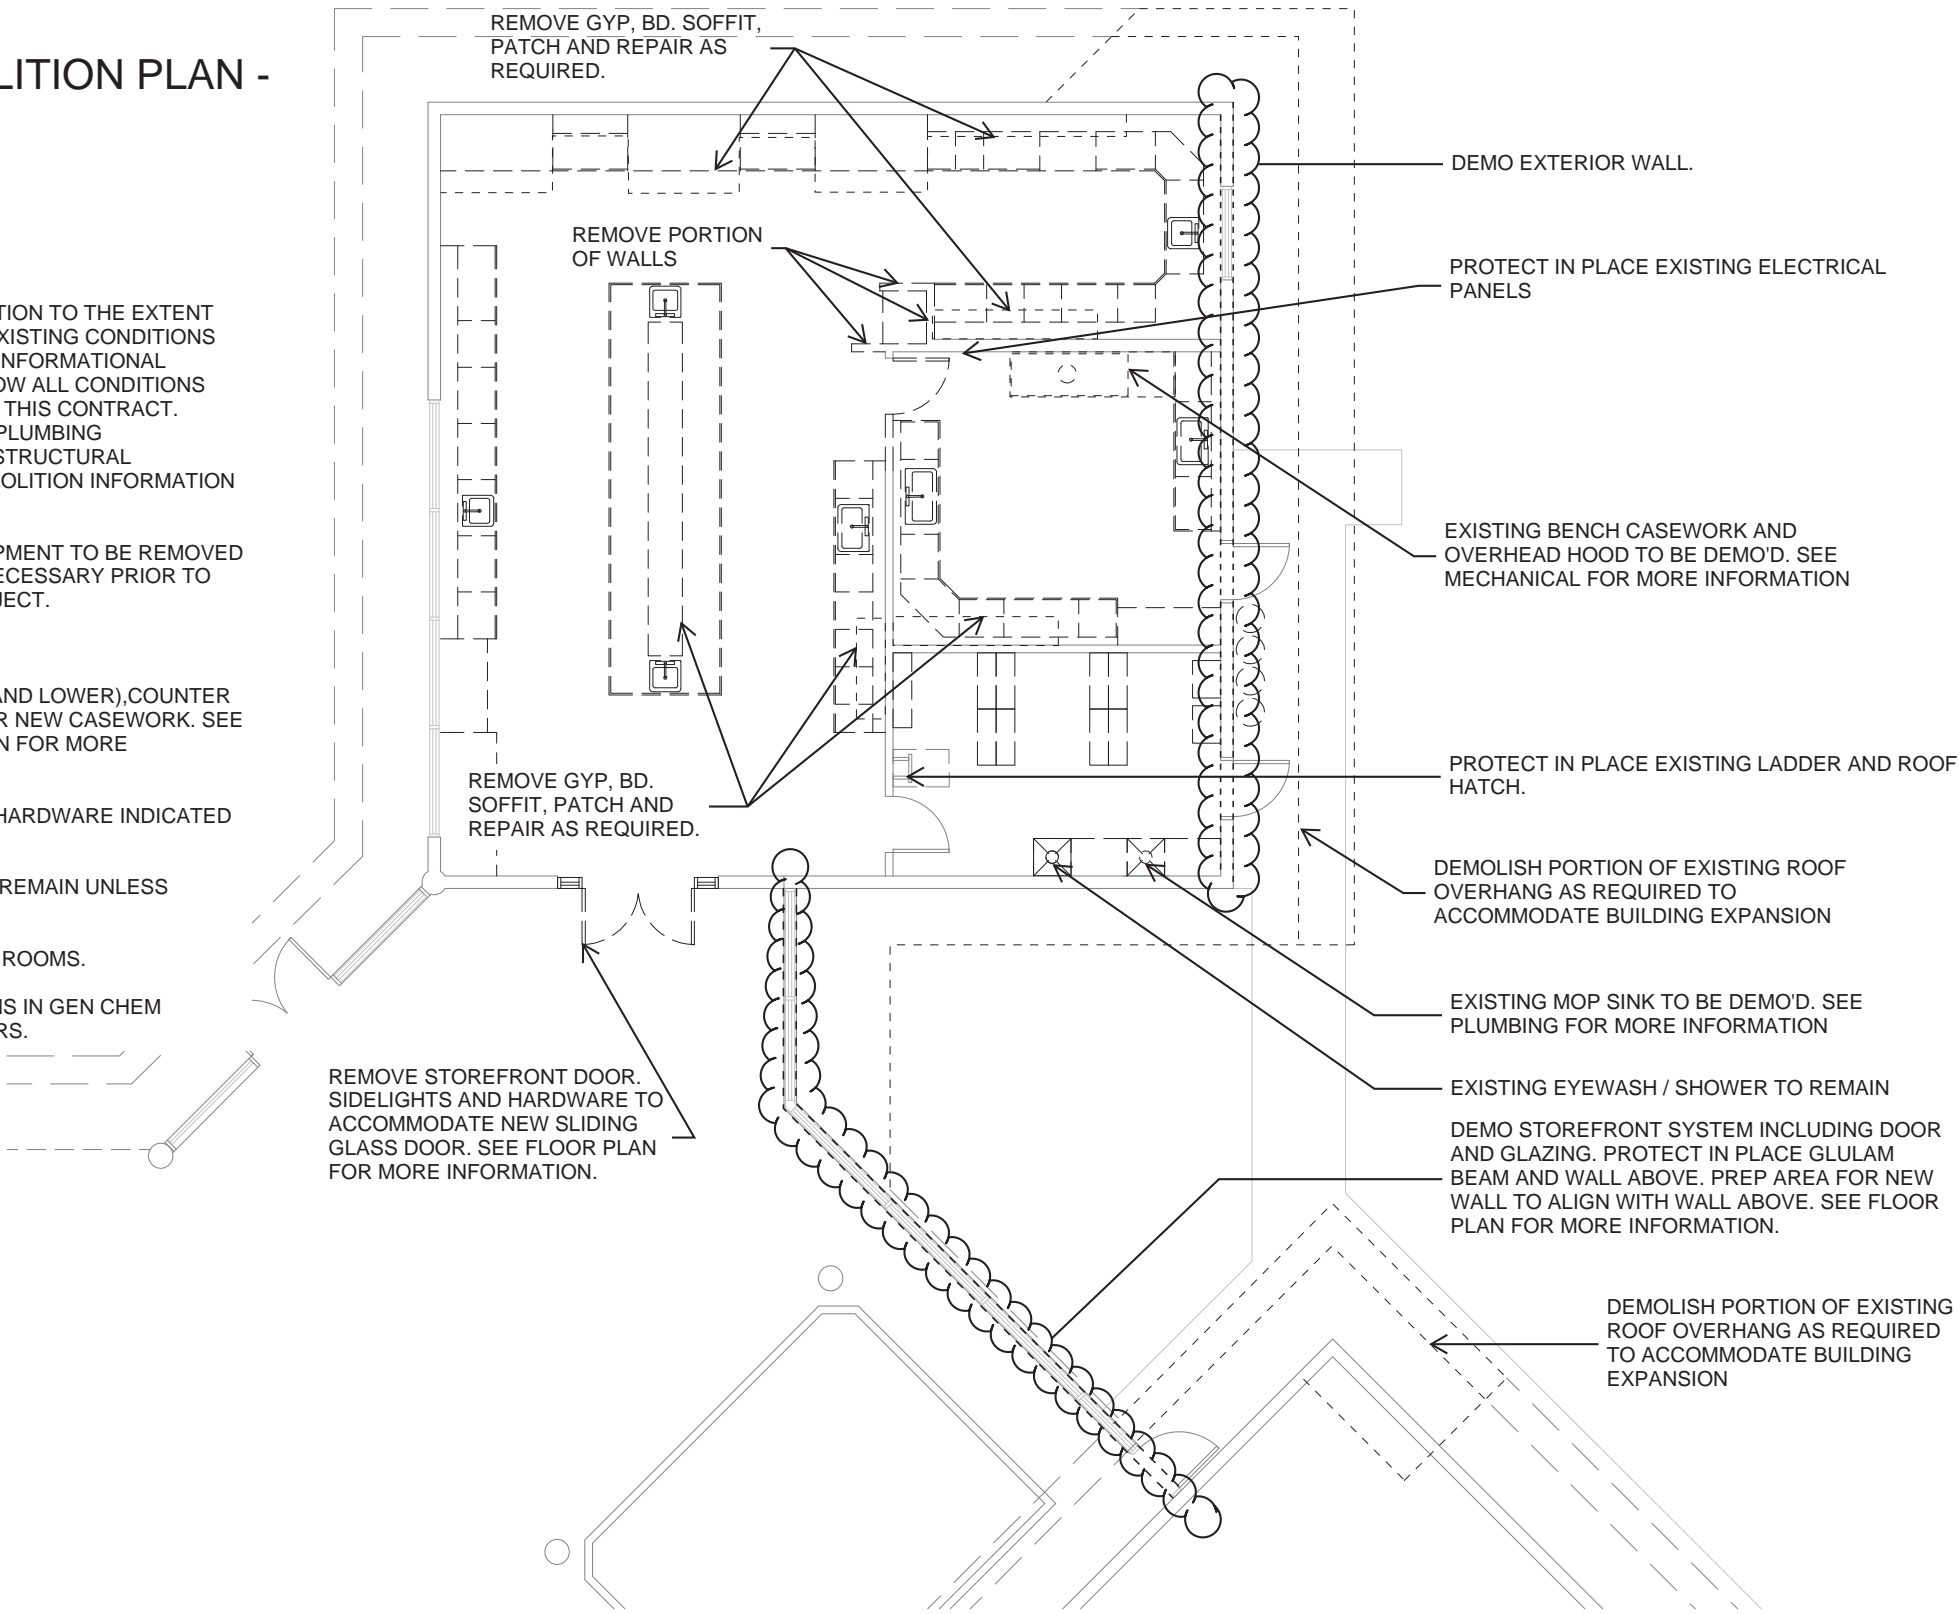 LITION PLAN -
TION TO THE EXTENT
XISTING CONDITIONS
INFORMATIONAL
OW ALL CONDITIONS
THIS CONTRACT.
PLUMBING
STRUCTURAL
OLITION INFORMATION
PMENT TO BE REMOVED
ECESSARY PRIOR TO
JECT.
AND LOWER),COUNTER
R NEW CASEWORK. SEE
N FOR MORE
HARDWARE INDICATED
REMAIN UNLESS
ROOMS.
NS IN GEN CHEM
RS.
REMOVE GYP, BD. SOFFIT,
PATCH AND REPAIR AS
REQUIRED.
REMOVE PORTION
OF WALLS
REMOVE GYP, BD.
SOFFIT, PATCH AND
REPAIR AS REQUIRED.
REMOVE STOREFRONT DOOR.
SIDELIGHTS AND HARDWARE TO
ACCOMMODATE NEW SLIDING
GLASS DOOR. SEE FLOOR PLAN
FOR MORE INFORMATION.
DEMO EXTERIOR WALL.
PROTECT IN PLACE EXISTING ELECTRICAL
PANELS
EXISTING BENCH CASEWORK AND
OVERHEAD HOOD TO BE DEMO'D. SEE
MECHANICAL FOR MORE INFORMATION
PROTECT IN PLACE EXISTING LADDER AND ROOF
HATCH.
DEMOLISH PORTION OF EXISTING ROOF
OVERHANG AS REQUIRED TO
ACCOMMODATE BUILDING EXPANSION
EXISTING MOP SINK TO BE DEMO'D. SEE
PLUMBING FOR MORE INFORMATION
EXISTING EYEWASH / SHOWER TO REMAIN
DEMO STOREFRONT SYSTEM INCLUDING DOOR
AND GLAZING. PROTECT IN PLACE GLULAM
BEAM AND WALL ABOVE. PREP AREA FOR NEW
WALL TO ALIGN WITH WALL ABOVE. SEE FLOOR
PLAN FOR MORE INFORMATION.
DEMOLISH PORTION OF EXISTING
ROOF OVERHANG AS REQUIRED
TO ACCOMMODATE BUILDING
EXPANSION